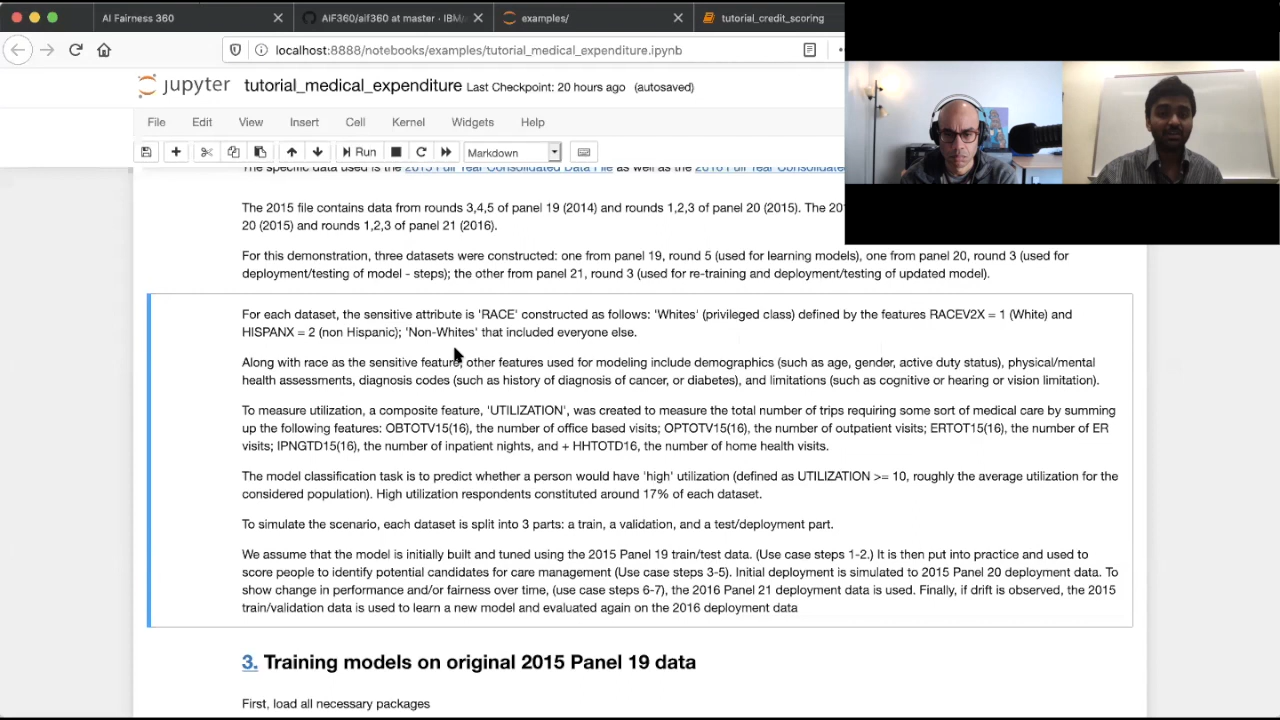 AI Fairness 360
AIF360/aif360 at master · IBM/
examples/
tutorial_credit_scoring
localhost:8888/notebooks/examples/tutorial_medical_expenditure.ipynb
jupyter tutorial_medical_expenditure Last Checkpoint: 20 hours ago (autosaved)
File Edit View Insert Cell Kernel Widgets Help
Run Markdown
The specific data used is the 2015 Full Year Consolidated Data File as well as the 2016 Full Year Consolidated
The 2015 file contains data from rounds 3,4,5 of panel 19 (2014) and rounds 1,2,3 of panel 20 (2015). The 20
20 (2015) and rounds 1,2,3 of panel 21 (2016).
For this demonstration, three datasets were constructed: one from panel 19, round 5 (used for learning models), one from panel 20, round 3 (used for
deployment/testing of model - steps); the other from panel 21, round 3 (used for re-training and deployment/testing of updated model).
For each dataset, the sensitive attribute is 'RACE' constructed as follows: 'Whites' (privileged class) defined by the features RACEV2X = 1 (White) and
HISPANX = 2 (non Hispanic); 'Non-Whites' that included everyone else.
Along with race as the sensitive feature, other features used for modeling include demographics (such as age, gender, active duty status), physical/mental
health assessments, diagnosis codes (such as history of diagnosis of cancer, or diabetes), and limitations (such as cognitive or hearing or vision limitation).
To measure utilization, a composite feature, 'UTILIZATION', was created to measure the total number of trips requiring some sort of medical care by summing
up the following features: OBTOTV15(16), the number of office based visits; OPTOTV15(16), the number of outpatient visits; ERTOT15(16), the number of ER
visits; IPNGTD15(16), the number of inpatient nights, and + HHTOTD16, the number of home health visits.
The model classification task is to predict whether a person would have 'high' utilization (defined as UTILIZATION >= 10, roughly the average utilization for the
considered population). High utilization respondents constituted around 17% of each dataset.
To simulate the scenario, each dataset is split into 3 parts: a train, a validation, and a test/deployment part.
We assume that the model is initially built and tuned using the 2015 Panel 19 train/test data. (Use case steps 1-2.) It is then put into practice and used to
score people to identify potential candidates for care management (Use case steps 3-5). Initial deployment is simulated to 2015 Panel 20 deployment data. To
show change in performance and/or fairness over time, (use case steps 6-7), the 2016 Panel 21 deployment data is used. Finally, if drift is observed, the 2015
train/validation data is used to learn a new model and evaluated again on the 2016 deployment data
3. Training models on original 2015 Panel 19 data
First, load all necessary packages